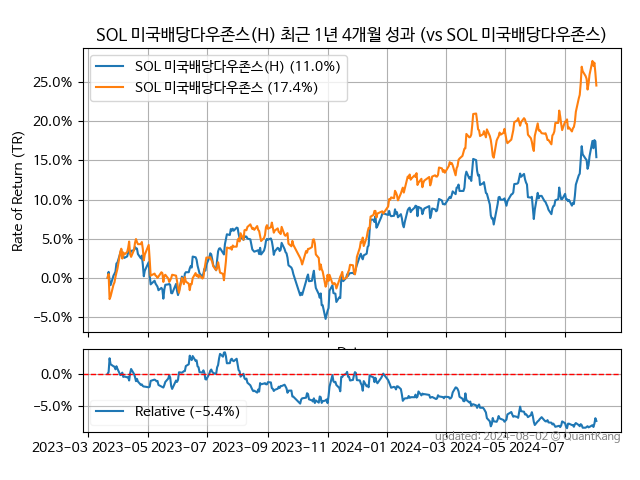 SOL 미국배당다우존스(H) 최근 1년 4개월 성과 (vs SOL 미국배당다우존스)
SOL 미국배당다우존스(H) (11.0%)
SOL 미국배당다우존스 (17.4%)
Rate of Return (TR)
25.0%
20.0%
15.0%
10.0%
5.0%
0.0%
−5.0%
0.0%
−5.0%
Relative (−5.4%)
updated: 2024-08-02 © QuantKang
2023-03 2023-05 2023-07 2023-09 2023-11 2024-01 2024-03 2024-05 2024-07